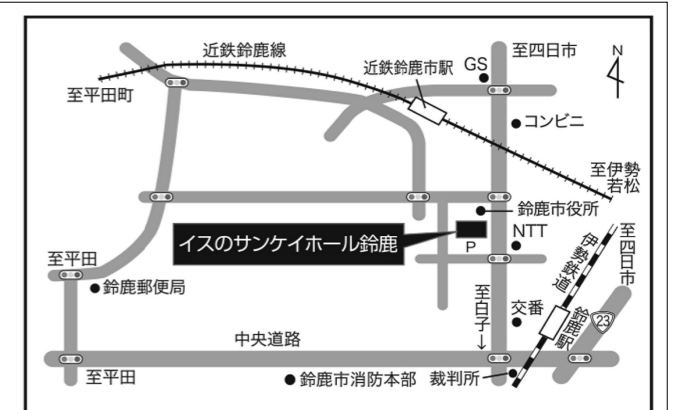 近鉄鈴鹿線
至四日市
N
近鉄鈴鹿市駅
GS
至平田町
コンビニ
至伊勢
若松
鈴鹿市役所
イスのサンケイホール鈴鹿
P
NTT
伊勢鉄道
至四日市
至平田
鈴鹿郵便局
至白子→
交番
鈴鹿駅
23
中央道路
至平田
鈴鹿市消防本部
裁判所